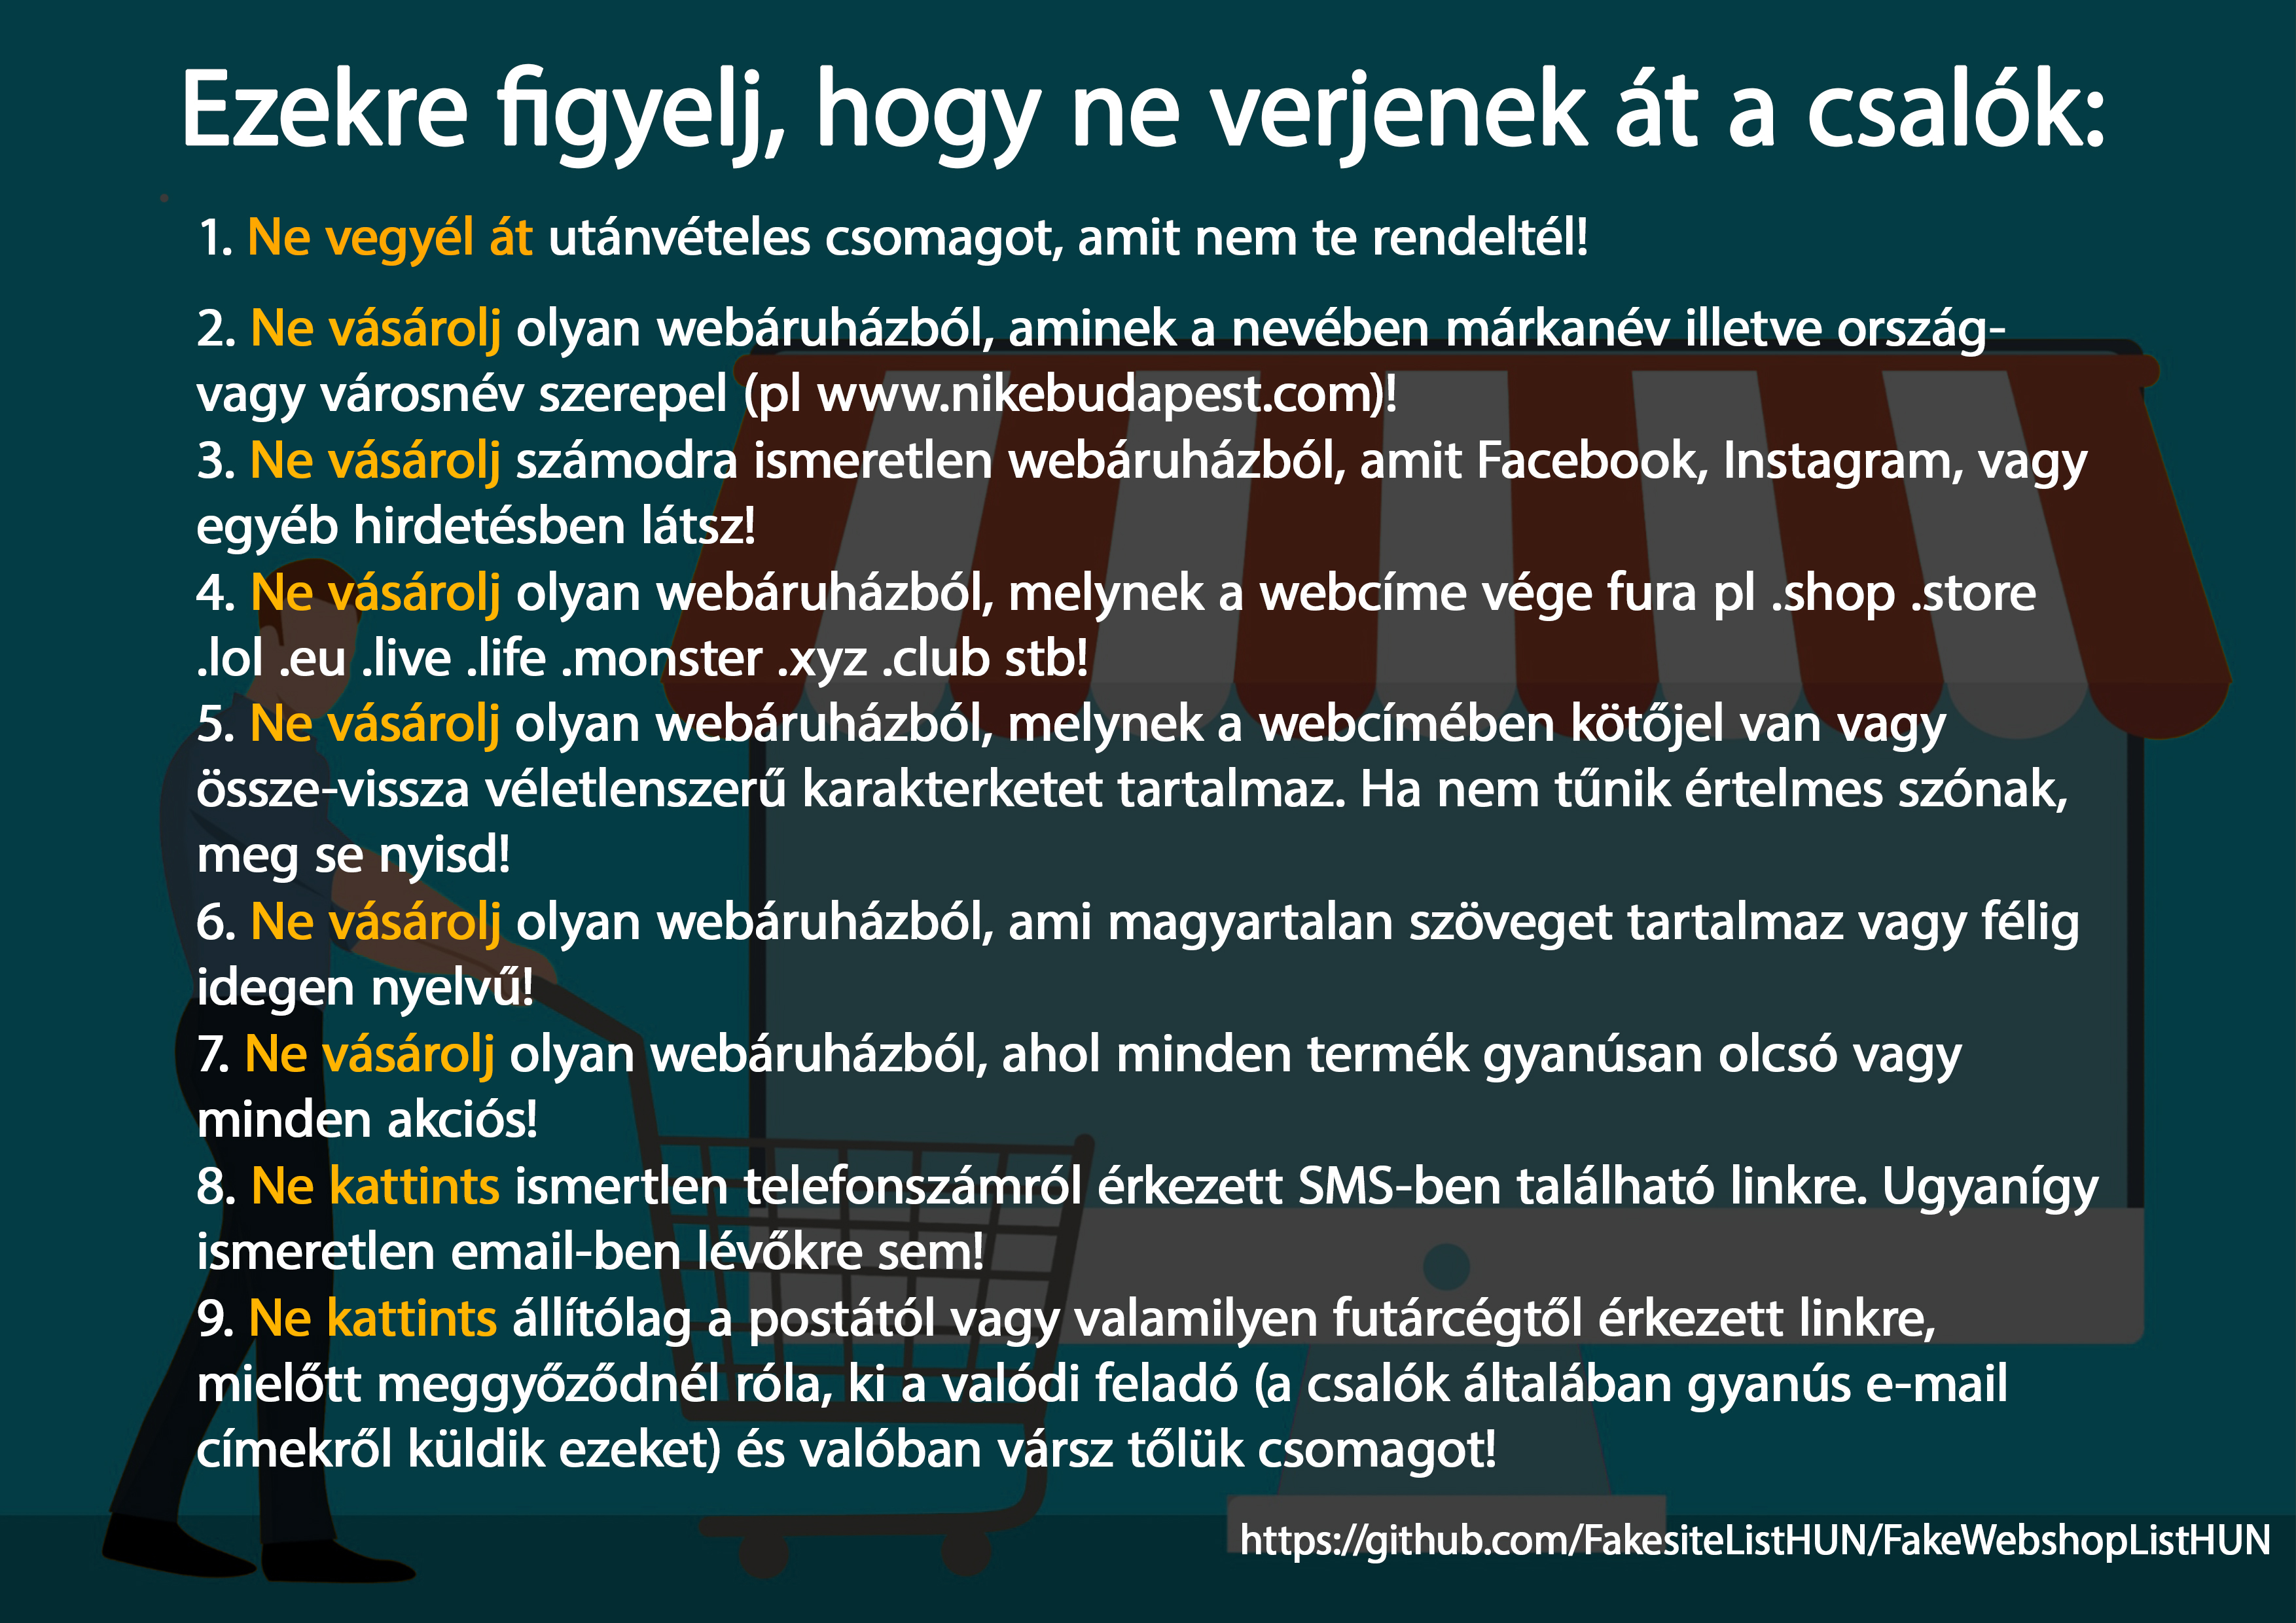 Ezekre figyelj, hogy ne verjenek át a csalók:
1. Ne vegyél át utánvételes csomagot, amit nem te rendeltél!
2. Ne vásárolj olyan webáruházból, aminek a nevében márkanév illetve ország-
vagy városnév szerepel (pl www.nikebudapest.com)!
3. Ne vásárolj számodra ismeretlen webáruházból, amit Facebook, Instagram, vagy
egyéb hirdetésben látsz!
4. Ne vásárolj olyan webáruházból, melynek a webcíme vége fura pl .shop .store
.lol .eu .live .life .monster .xyz .club stb!
5. Ne vásárolj olyan webáruházból, melynek a webcímében kötőjel van vagy
össze-vissza véletlenszerű karakterketet tartalmaz. Ha nem tűnik értelmes szónak,
meg se nyisd!
6. Ne vásárolj olyan webáruházból, ami magyartalan szöveget tartalmaz vagy félig
idegen nyelvű!
7. Ne vásárolj olyan webáruházból, ahol minden termék gyanúsan olcsó vagy
minden akciós!
8. Ne kattints ismertlen telefonszámról érkezett SMS-ben található linkre. Ugyanígy
ismeretlen email-ben lévőkre sem!
9. Ne kattints állítólag a postától vagy valamilyen futárcégtől érkezett linkre,
mielőtt meggyőződnél róla, ki a valódi feladó (a csalók általában gyanús e-mail
címekről küldik ezeket) és valóban vársz tőlük csomagot!
https://github.com/FakesiteListHUN/FakeWebshopListHUN